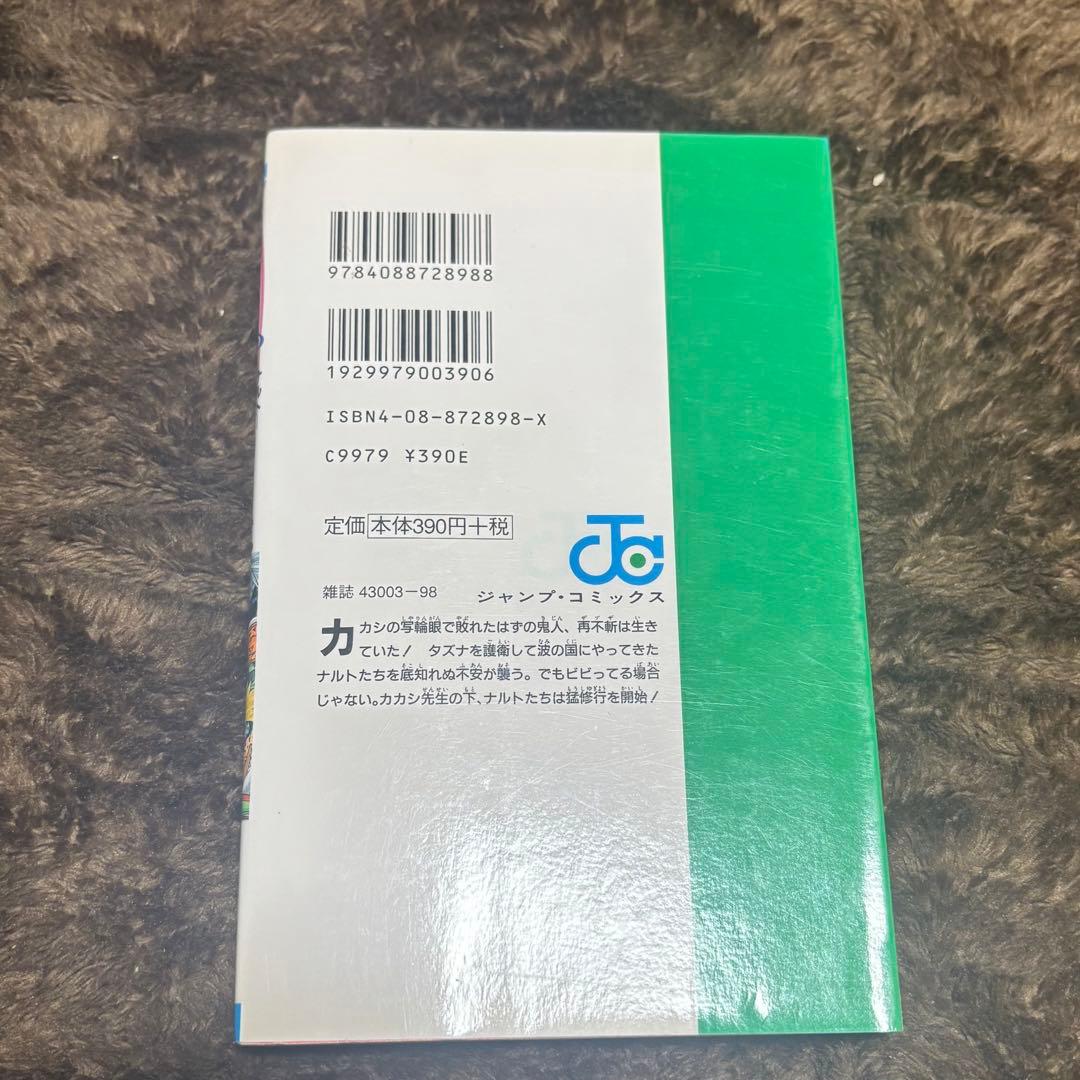 9784088728988
1929979003906
ISBN4-08-872898-X
C9979 ¥390E
定価 本体390円+税
雑誌 43003-98
ジャンプ・コミックス
カカシの写輪眼で敗れたはずの鬼人、再不斬は生き
ていた! タズナを護衛して波の国にやってきた
ナルトたちを底知れぬ不安が襲う。でもビビってる場合
じゃない。カカシ先生の下、ナルトたちは猛修行を開始!